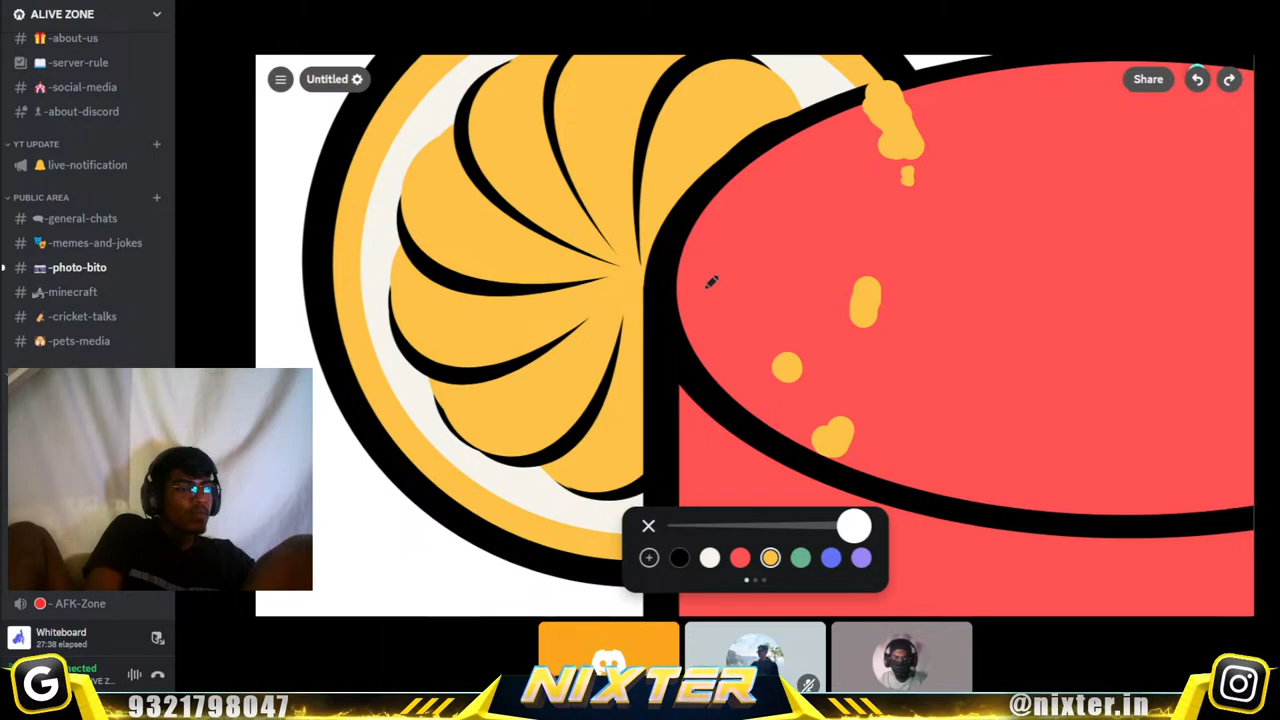 ALIVE ZONE
-about-us
-server-rule
-social-media
-about-discord
YT UPDATE
live-notification
PUBLIC AREA
-general-chats
-memes-and-jokes
-photo-bito
-minecraft
-cricket-talks
-pets-media
- AFK-Zone
Whiteboard
27:38 elapsed
Untitled
Share
NIXTER
G
9321798047
@nixter.in